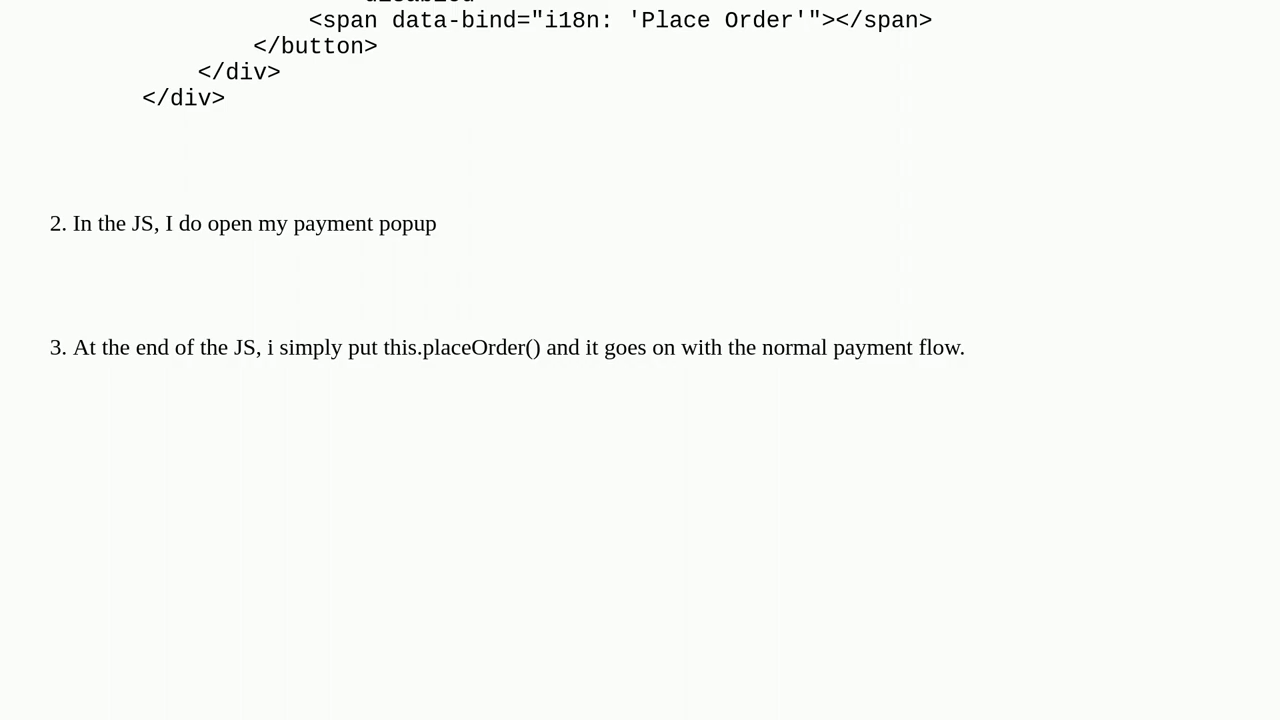 disabled
<span data-bind="i18n: 'Place Order'"></span>
</button>
</div>
</div>
2. In the JS, I do open my payment popup
3. At the end of the JS, i simply put this.placeOrder() and it goes on with the normal payment flow.